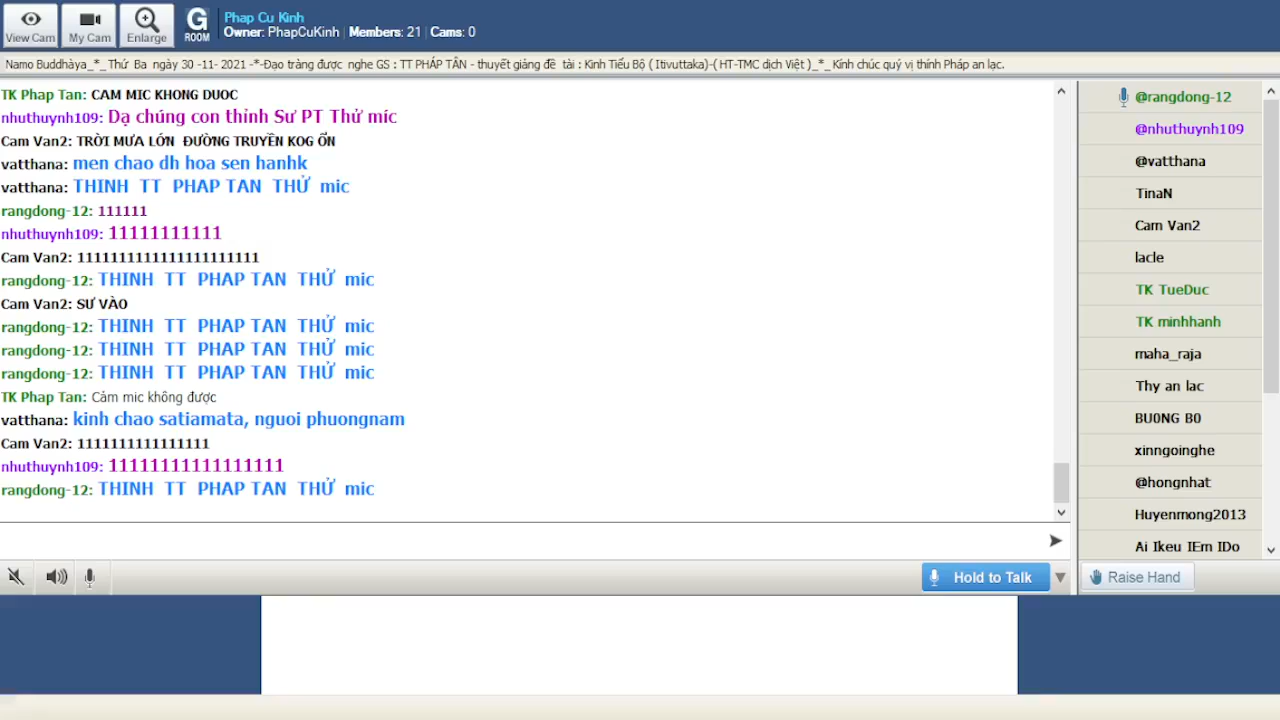 View Cam
My Cam
Enlarge
G
ROOM
Phap Cu Kinh
Owner: PhapCuKinh | Members: 21 | Cams: 0
Namo Buddhàya_*_Thứ Ba ngày 30 -11- 2021 -*-Đạo tràng được nghe GS : TT PHÁP TÂN - thuyết giảng đề tài : Kinh Tiểu Bộ ( Itivuttaka)-( HT-TMC dịch Việt )_*_ Kính chúc quý vị thính Pháp an lạc.
TK Phap Tan: CAM MIC KHONG DUOC
nhuthuynh109: Dạ chúng con thỉnh Sư PT Thử míc
Cam Van2: TRỜI MƯA LỚN ĐƯỜNG TRUYỀN KOG ỔN
vatthana: men chao dh hoa sen hanhk
vatthana: THINH TT PHAP TAN THỬ mic
rangdong-12: 111111
nhuthuynh109: 11111111111
Cam Van2: 1111111111111111111111
rangdong-12: THINH TT PHAP TAN THỬ mic
Cam Van2: SƯ VÀO
rangdong-12: THINH TT PHAP TAN THỬ mic
rangdong-12: THINH TT PHAP TAN THỬ mic
rangdong-12: THINH TT PHAP TAN THỬ mic
TK Phap Tan: Cảm mic không được
vatthana: kinh chao satiamata, nguoi phuongnam
Cam Van2: 1111111111111111
nhuthuynh109: 11111111111111111
rangdong-12: THINH TT PHAP TAN THỬ mic
@rangdong-12
@nhuthuynh109
@vatthana
TinaN
Cam Van2
lacle
TK TueDuc
TK minhhanh
maha_raja
Thy an lac
BU0NG B0
xinngoinghe
@hongnhat
Huyenmong2013
Ai Ikeu IEm IDo
Hold to Talk
Raise Hand